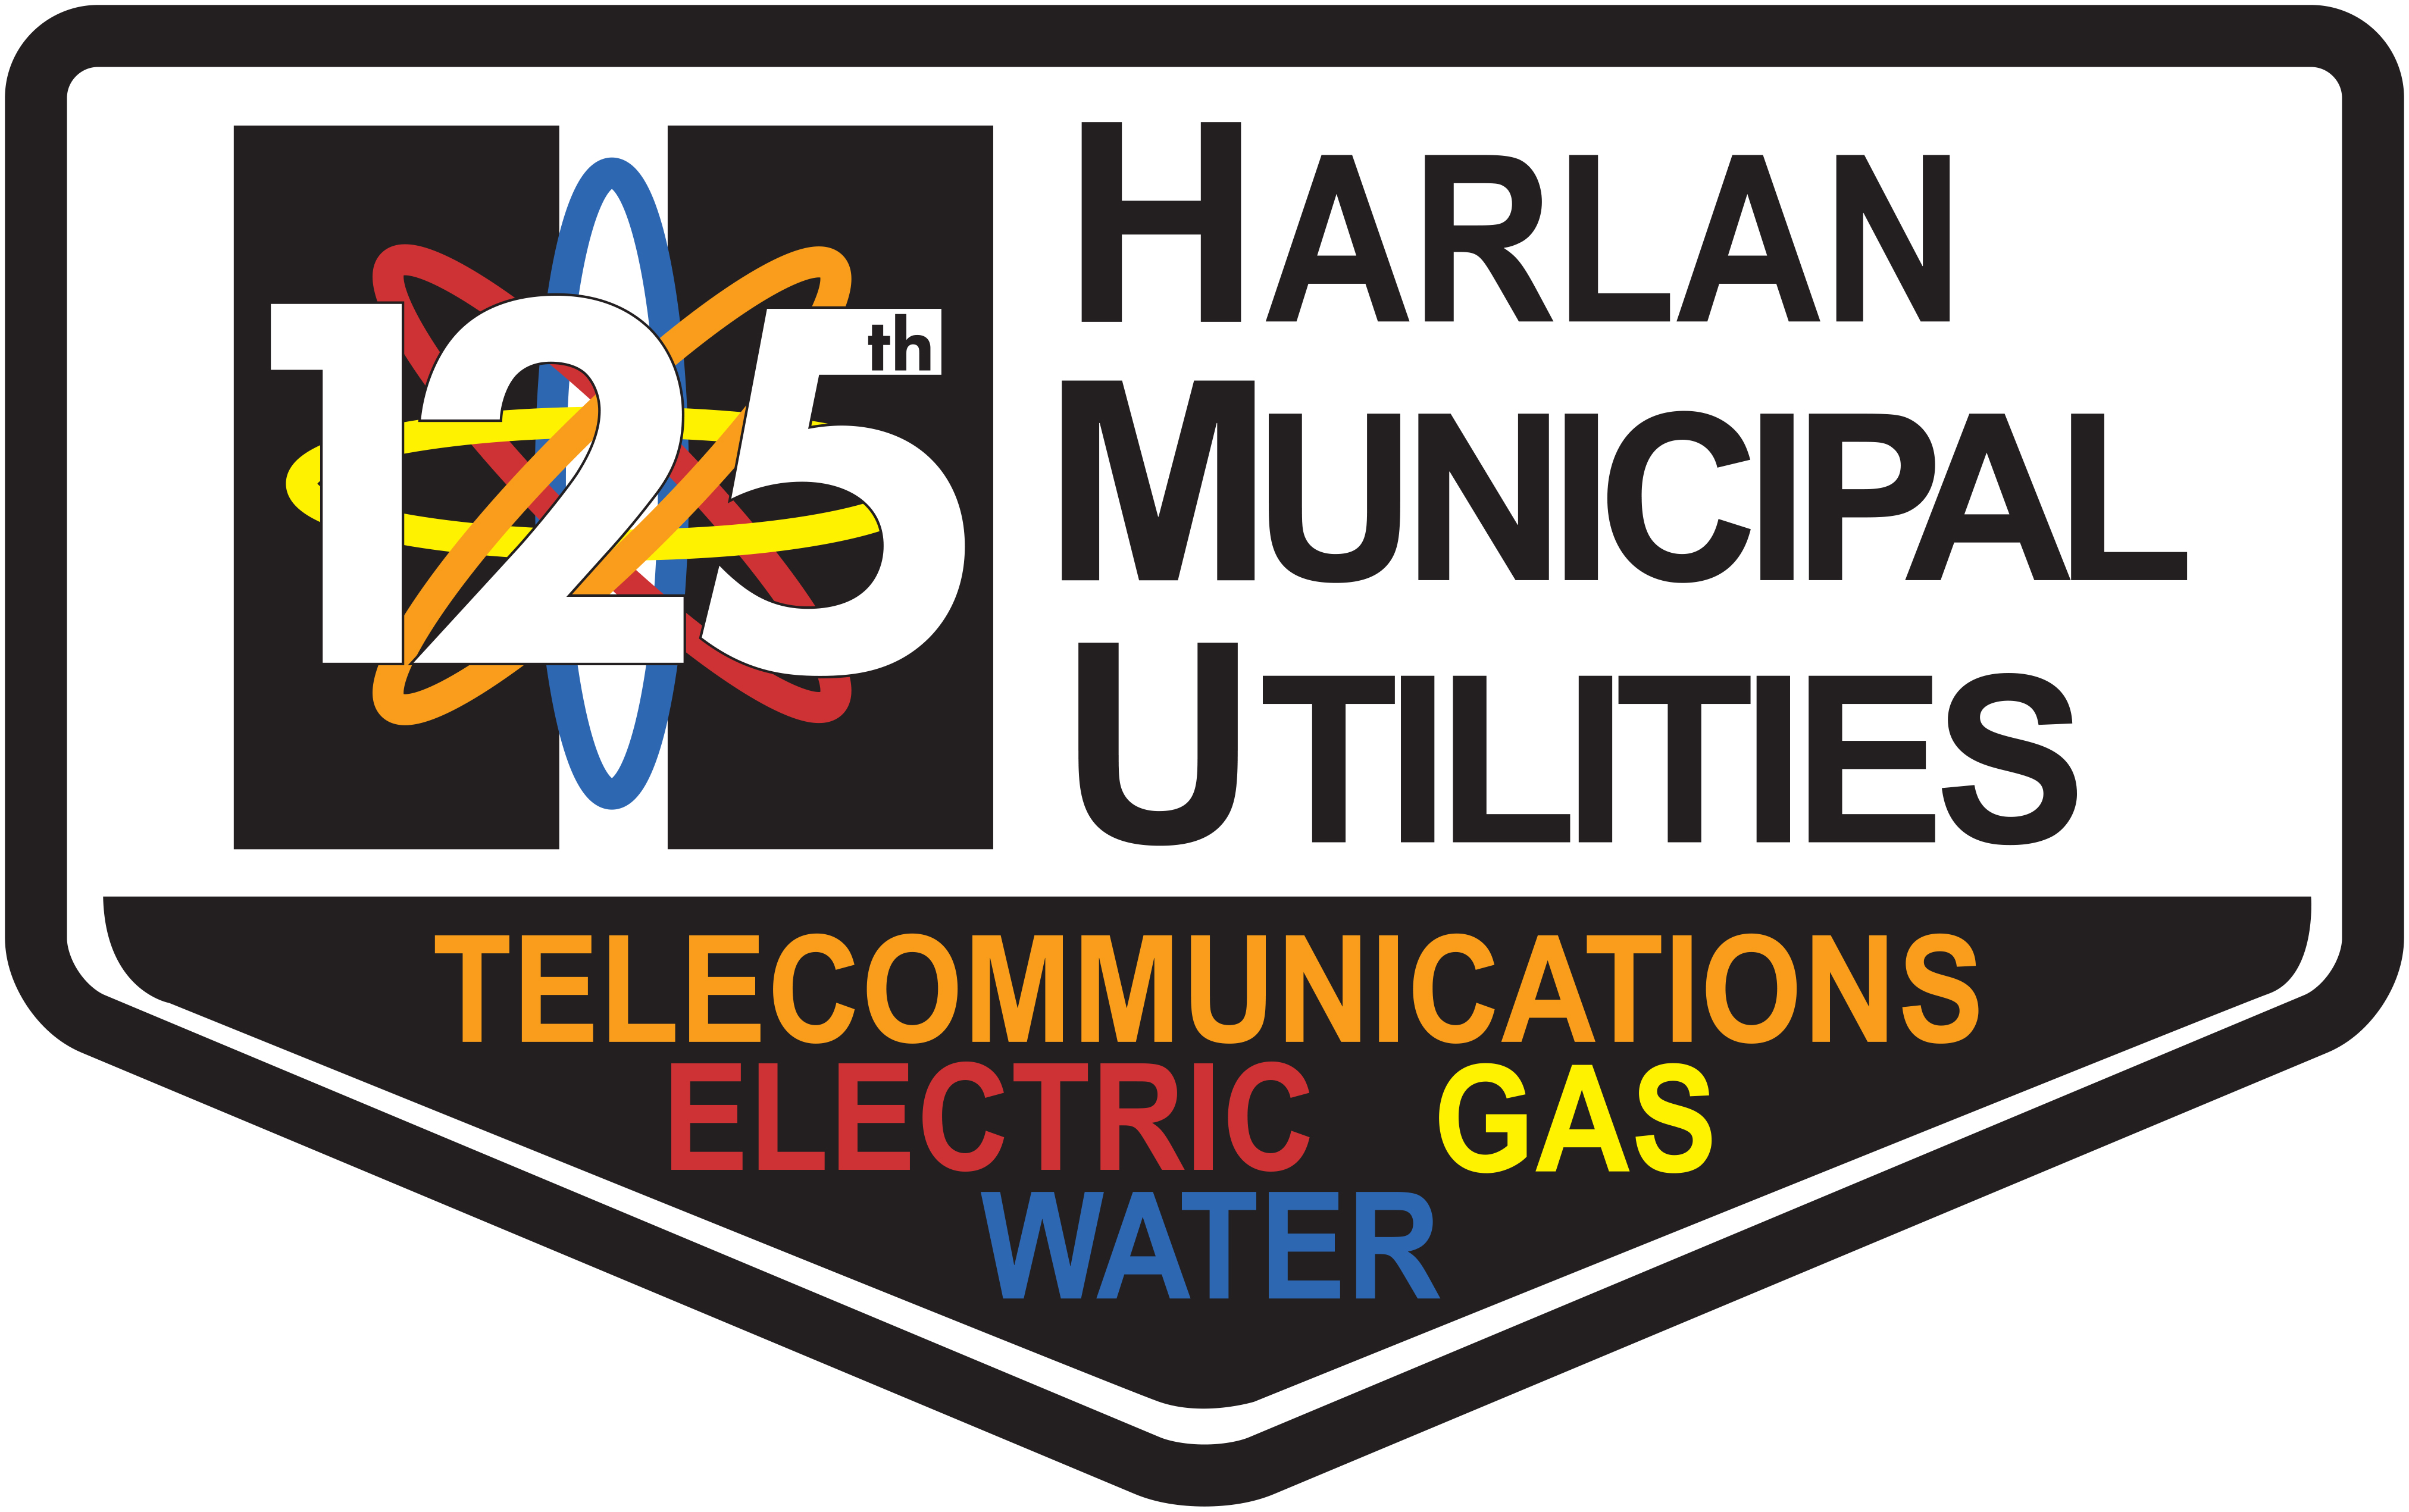 125th
HARLAN
MUNICIPAL
UTILITIES
TELECOMMUNICATIONS
ELECTRIC GAS
WATER